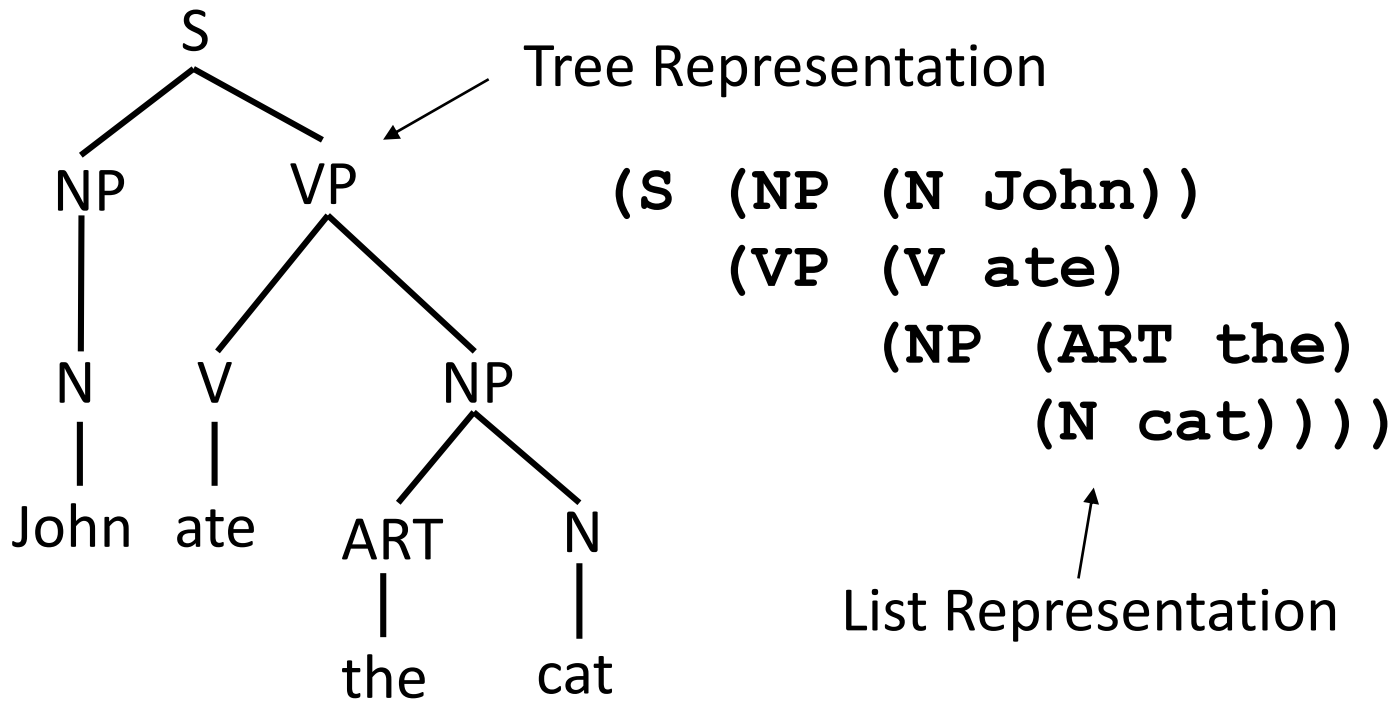 S
Tree Representation
NP VP
(S (NP (N John))
(VP (V ate)
(NP (ART the)
(N cat))))
N V NP
John ate ART N
the cat
List Representation